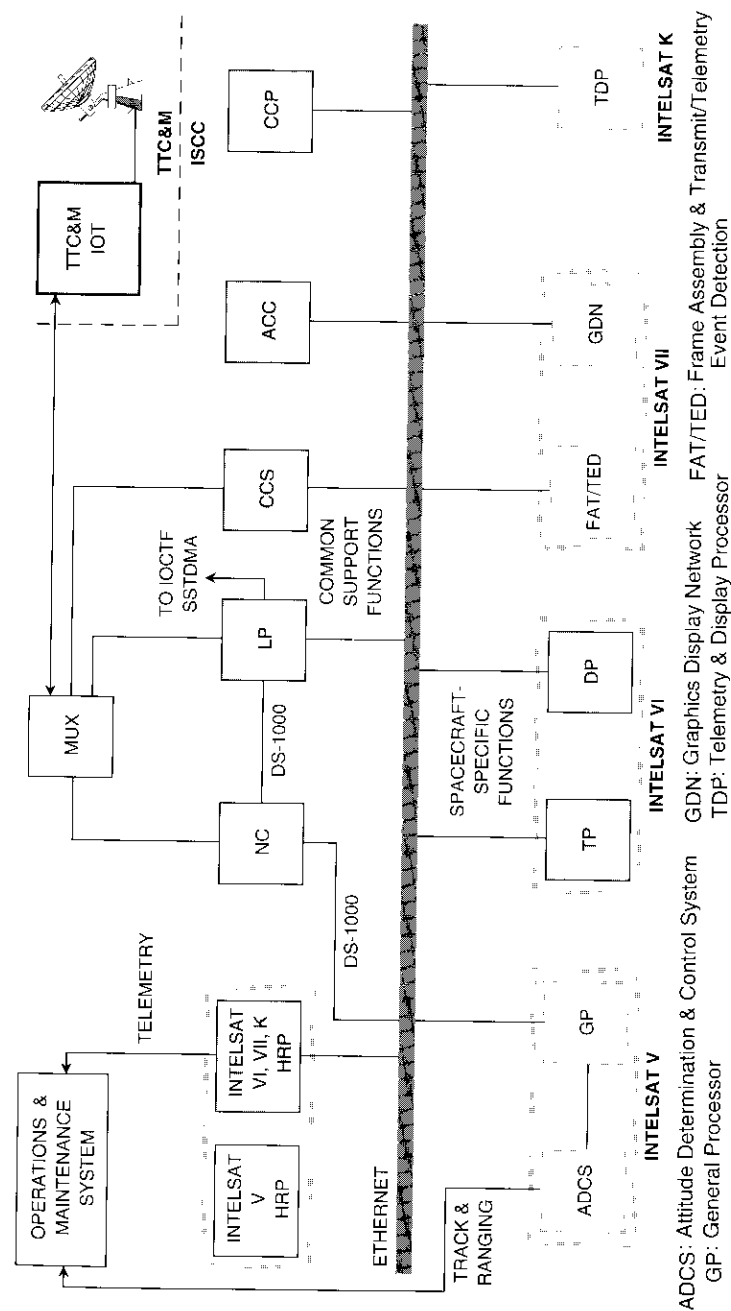 OPERATIONS &
MAINTENANCE
SYSTEM
TELEMETRY
MUX
TTC&M
IOT
TTC&M
ISCC
INTELSAT
V
HRP
INTELSAT
VI, VII, K
HRP
NC
DS-1000
LP
TO IOCTF
SSTDMA
CCS
ACC
CCP
DS-1000
COMMON
SUPPORT
FUNCTIONS
ETHERNET
TRACK &
RANGING
SPACECRAFT-
SPECIFIC
FUNCTIONS
ADCS
GP
TP
DP
FAT/TED
GDN
TDP
INTELSAT V
INTELSAT VI
INTELSAT VII
INTELSAT K
ADCS: Attitude Determination & Control System
GP: General Processor
GDN: Graphics Display Network
TDP: Telemetry & Display Processor
FAT/TED: Frame Assembly & Transmit/Telemetry
Event Detection